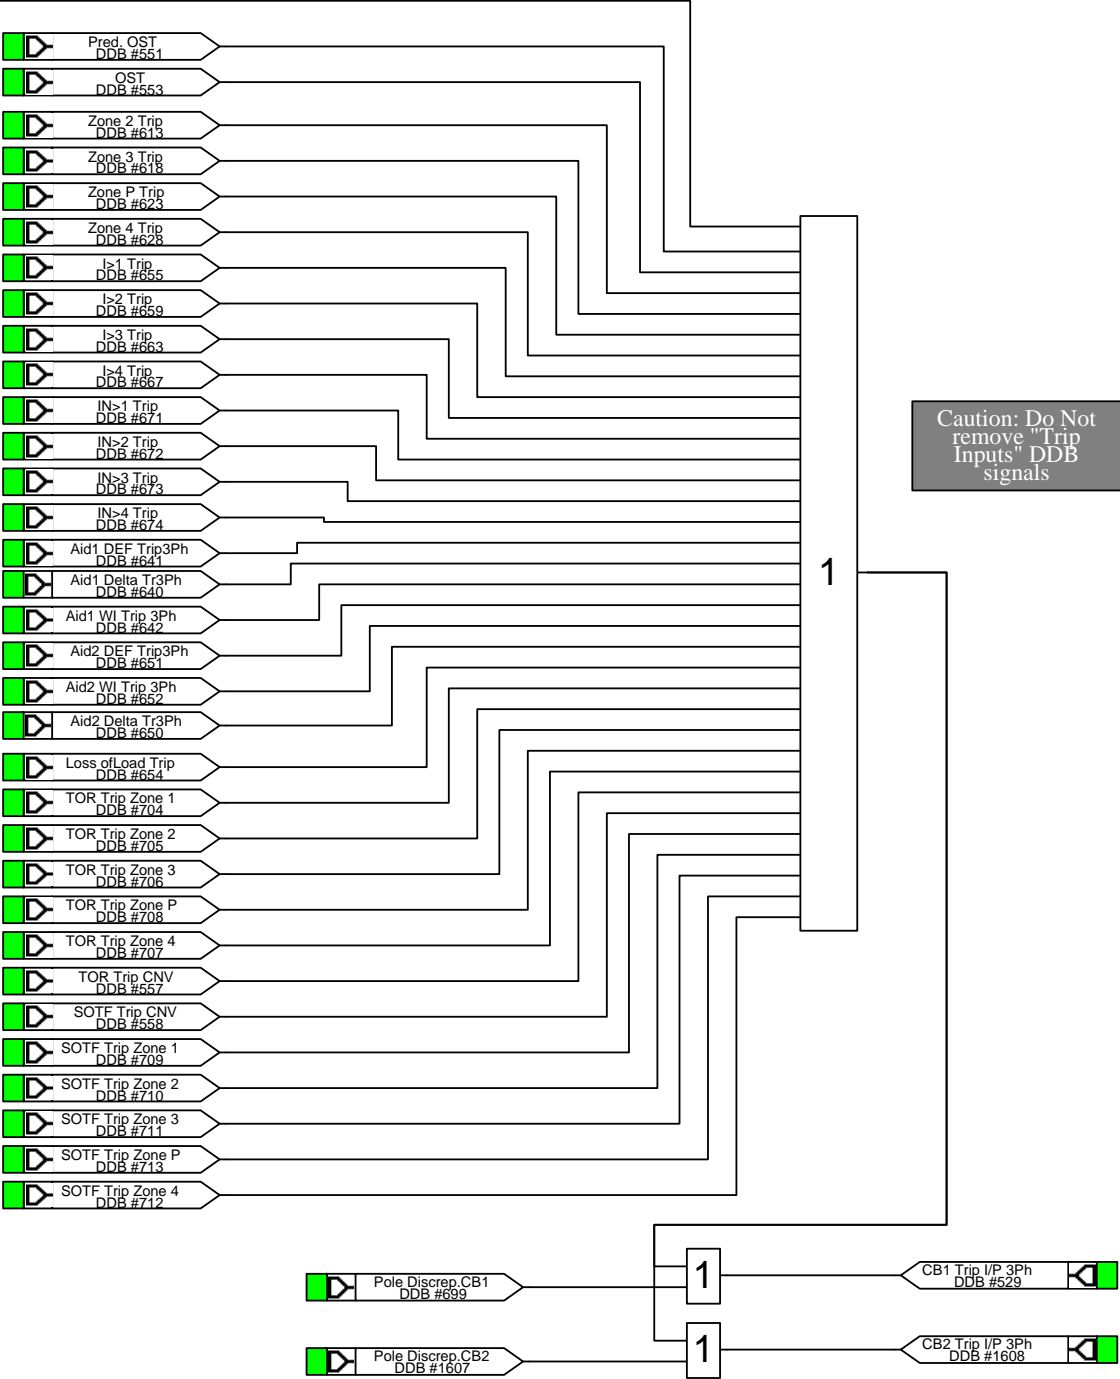 Pred. OST
DDB #551
OST
DDB #553
Zone 2 Trip
DDB #613
Zone 3 Trip
DDB #618
Zone P Trip
DDB #623
Zone 4 Trip
DDB #628
I>1 Trip
DDB #655
I>2 Trip
DDB #659
I>3 Trip
DDB #663
I>4 Trip
DDB #667
IN>1 Trip
DDB #671
IN>2 Trip
DDB #672
IN>3 Trip
DDB #673
IN>4 Trip
DDB #674
Aid1 DEF Trip3Ph
DDB #641
Aid1 Delta Tr3Ph
DDB #640
Aid1 WI Trip 3Ph
DDB #642
Aid2 DEF Trip3Ph
DDB #651
Aid2 WI Trip 3Ph
DDB #652
Aid2 Delta Tr3Ph
DDB #650
Loss ofLoad Trip
DDB #654
TOR Trip Zone 1
DDB #704
TOR Trip Zone 2
DDB #705
TOR Trip Zone 3
DDB #706
TOR Trip Zone P
DDB #708
TOR Trip Zone 4
DDB #707
TOR Trip CNV
DDB #557
SOTF Trip CNV
DDB #558
SOTF Trip Zone 1
DDB #709
SOTF Trip Zone 2
DDB #710
SOTF Trip Zone 3
DDB #711
SOTF Trip Zone P
DDB #713
SOTF Trip Zone 4
DDB #712
1
Caution: Do Not
remove "Trip
Inputs" DDB
signals
Pole Discrep.CB1
DDB #699
1
CB1 Trip I/P 3Ph
DDB #529
Pole Discrep.CB2
DDB #1607
1
CB2 Trip I/P 3Ph
DDB #1608